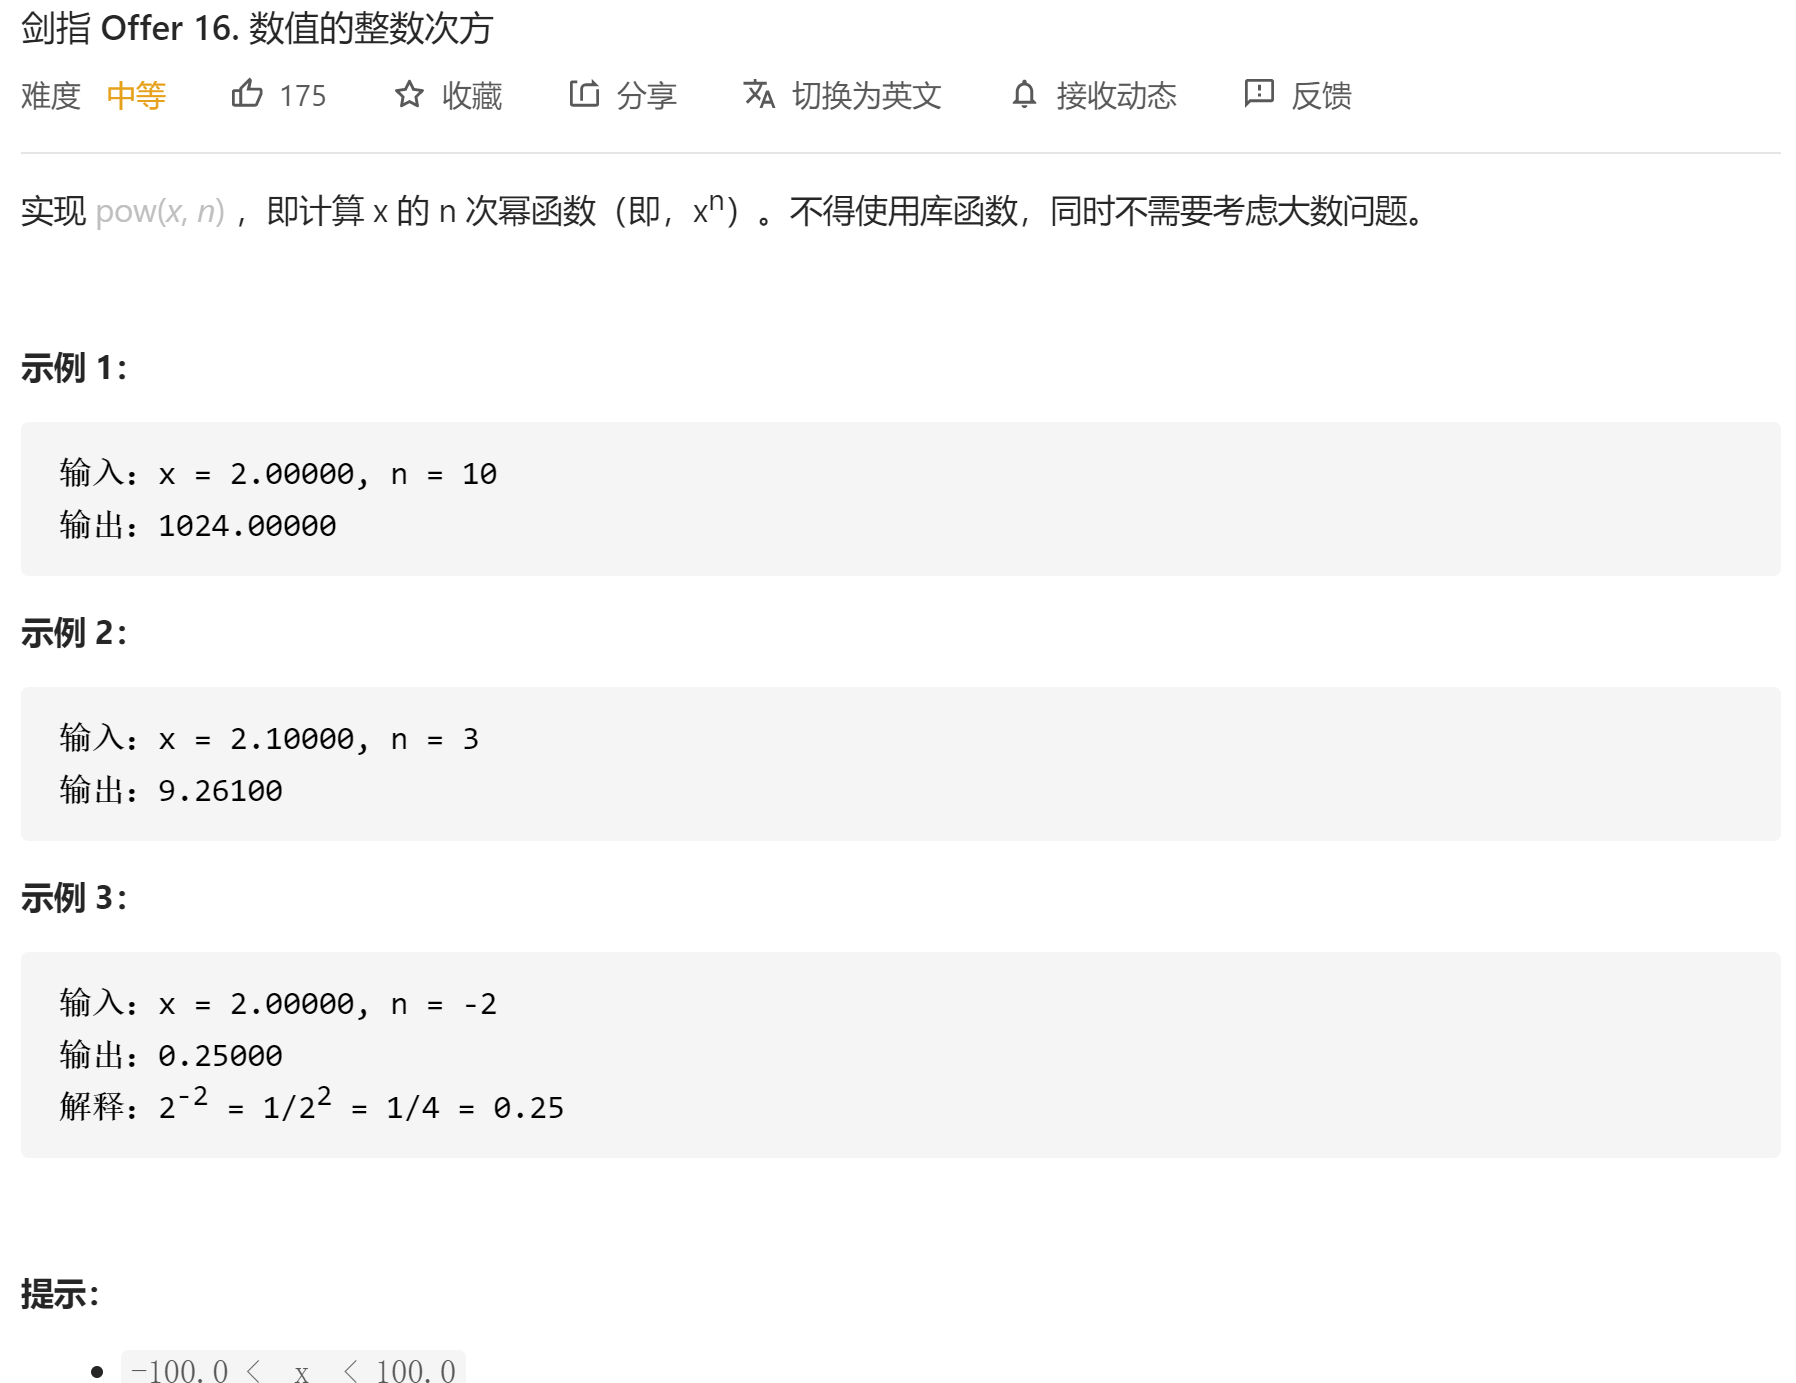 剑指 Offer 16. 数值的整数次方
难度 中等 175 收藏 分享 切换为英文 接收动态 反馈
实现 pow(x, n) ，即计算 x 的 n 次幂函数（即，xⁿ）。不得使用库函数，同时不需要考虑大数问题。
示例 1：
输入：x = 2.00000, n = 10
输出：1024.00000
示例 2：
输入：x = 2.10000, n = 3
输出：9.26100
示例 3：
输入：x = 2.00000, n = -2
输出：0.25000
解释：2⁻² = 1/2² = 1/4 = 0.25
提示：
• -100.0 < x < 100.0